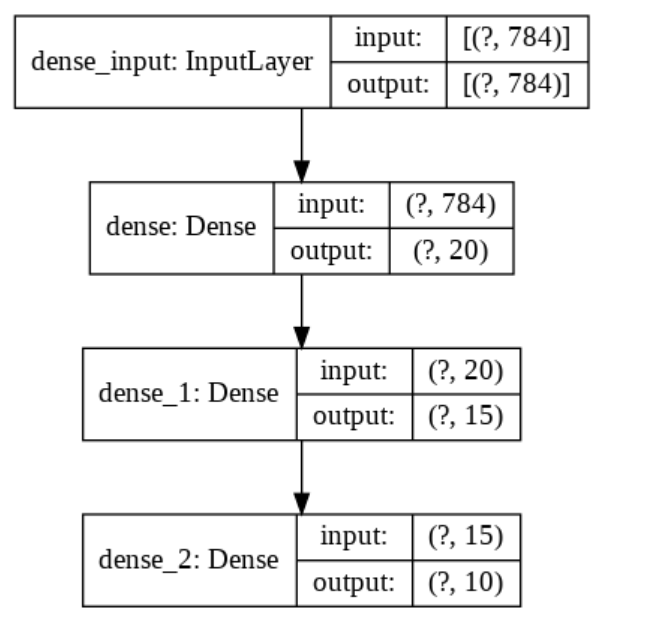 dense_input: InputLayer
input: [(?, 784)]
output: [(?, 784)]
dense: Dense
input: (?, 784)
output: (?, 20)
dense_1: Dense
input: (?, 20)
output: (?, 15)
dense_2: Dense
input: (?, 15)
output: (?, 10)